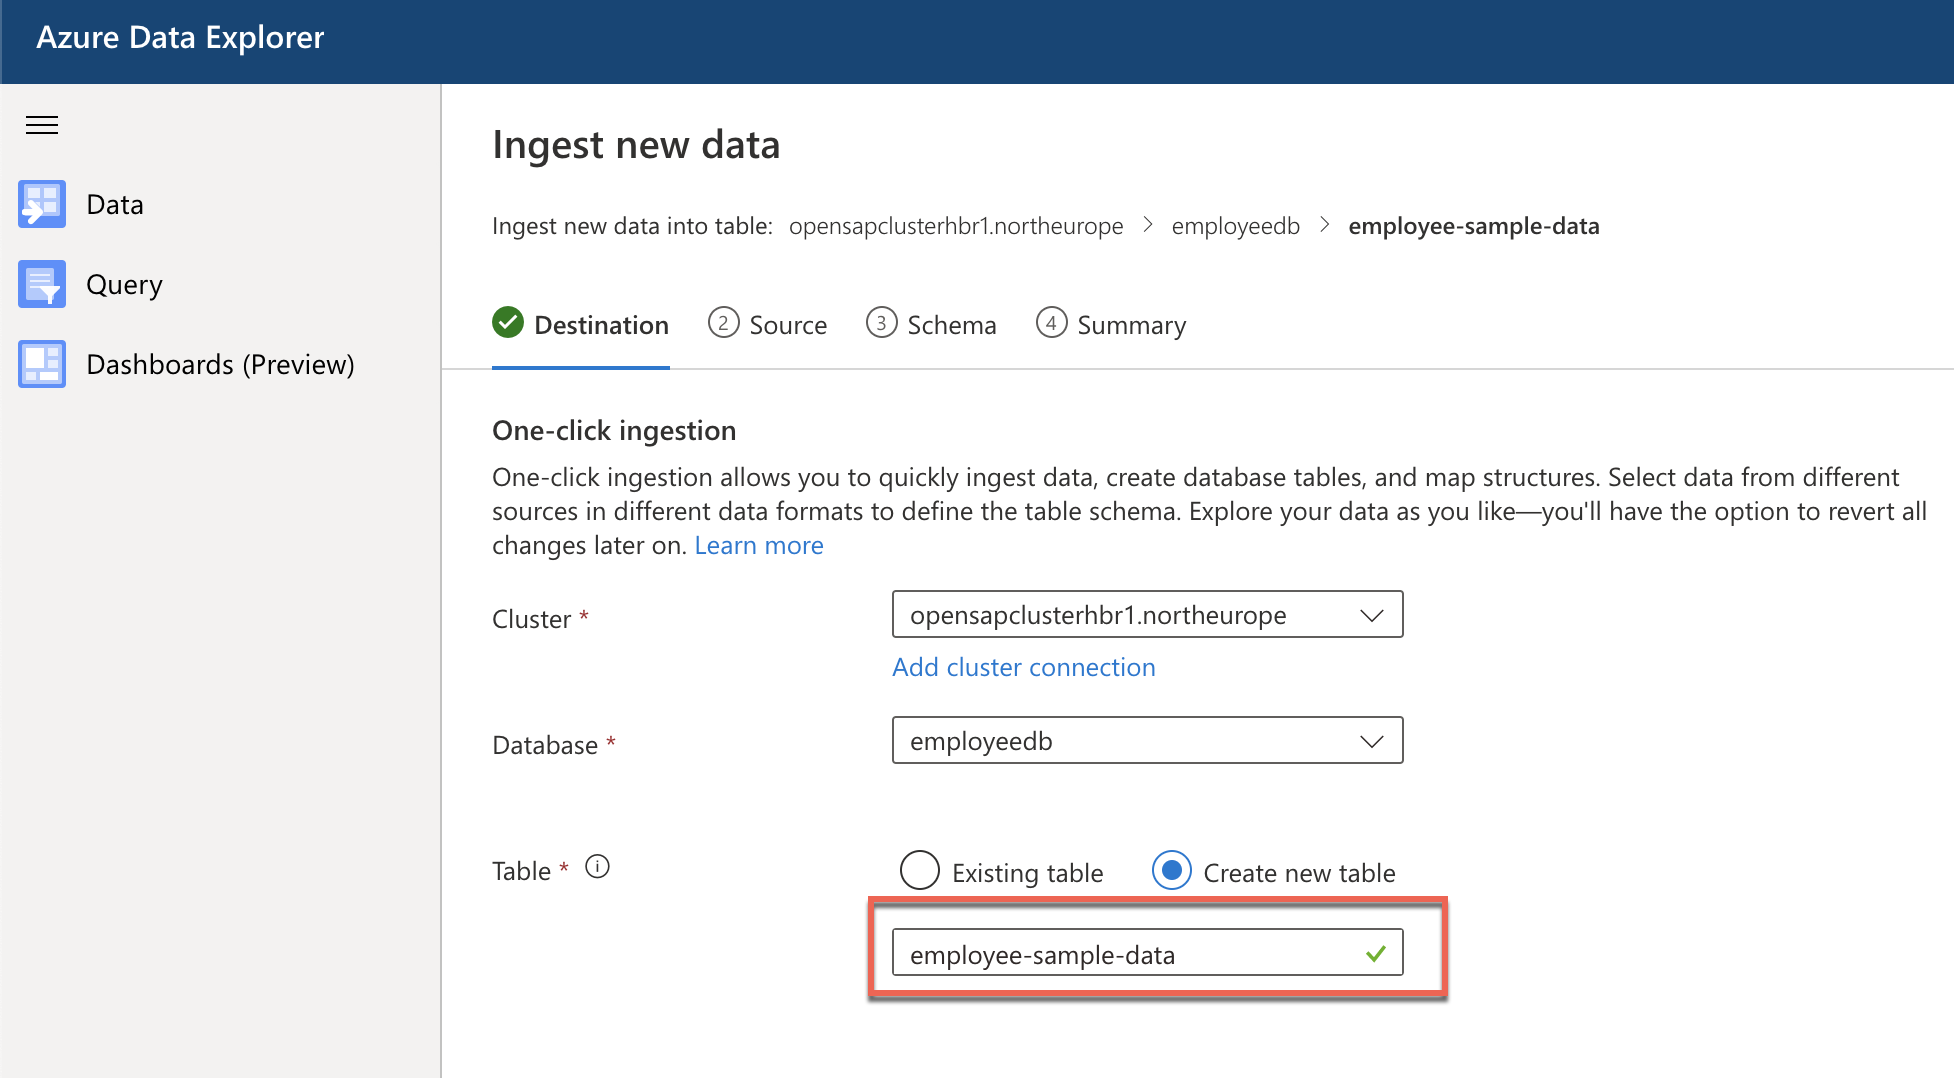 Azure Data Explorer
Data
Query
Dashboards (Preview)
Ingest new data
Ingest new data into table: opensapclusterhbr1.northeurope > employeedb > employee-sample-data
Destination 2 Source 3 Schema 4 Summary
One-click ingestion
One-click ingestion allows you to quickly ingest data, create database tables, and map structures. Select data from different
sources in different data formats to define the table schema. Explore your data as you like—you'll have the option to revert all
changes later on. Learn more
Cluster * opensapclusterhbr1.northeurope
Add cluster connection
Database * employeedb
Table * i Existing table Create new table
employee-sample-data